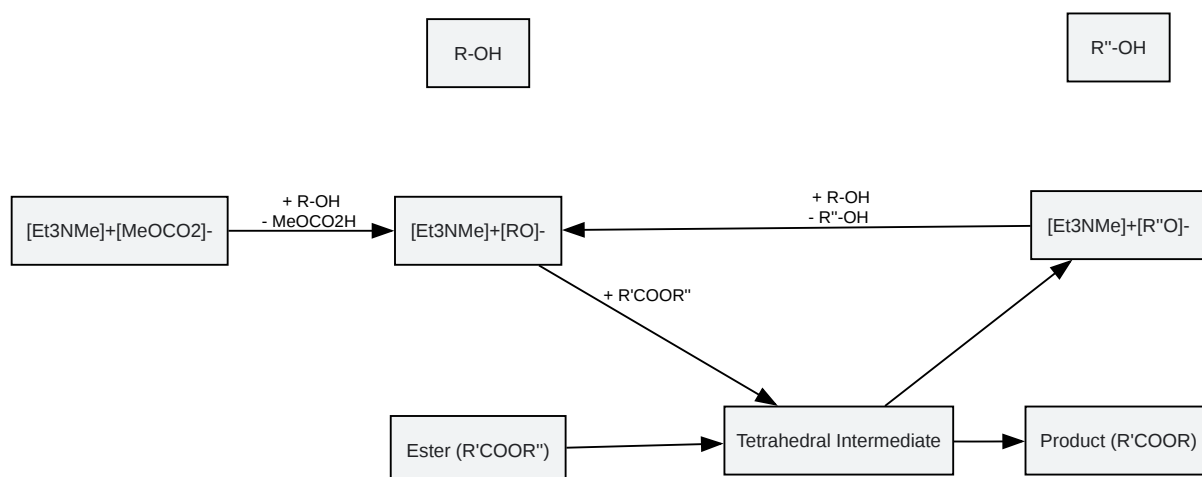 R-OH
R"-OH
+ R-OH
- MeOCO2H
+ R-OH
- R"-OH
[Et3NMe]+[MeOCO2]-
[Et3NMe]+[RO]-
[Et3NMe]+[R"O]-
+ R'COOR"
Ester (R'COOR")
Tetrahedral Intermediate
Product (R'COOR)